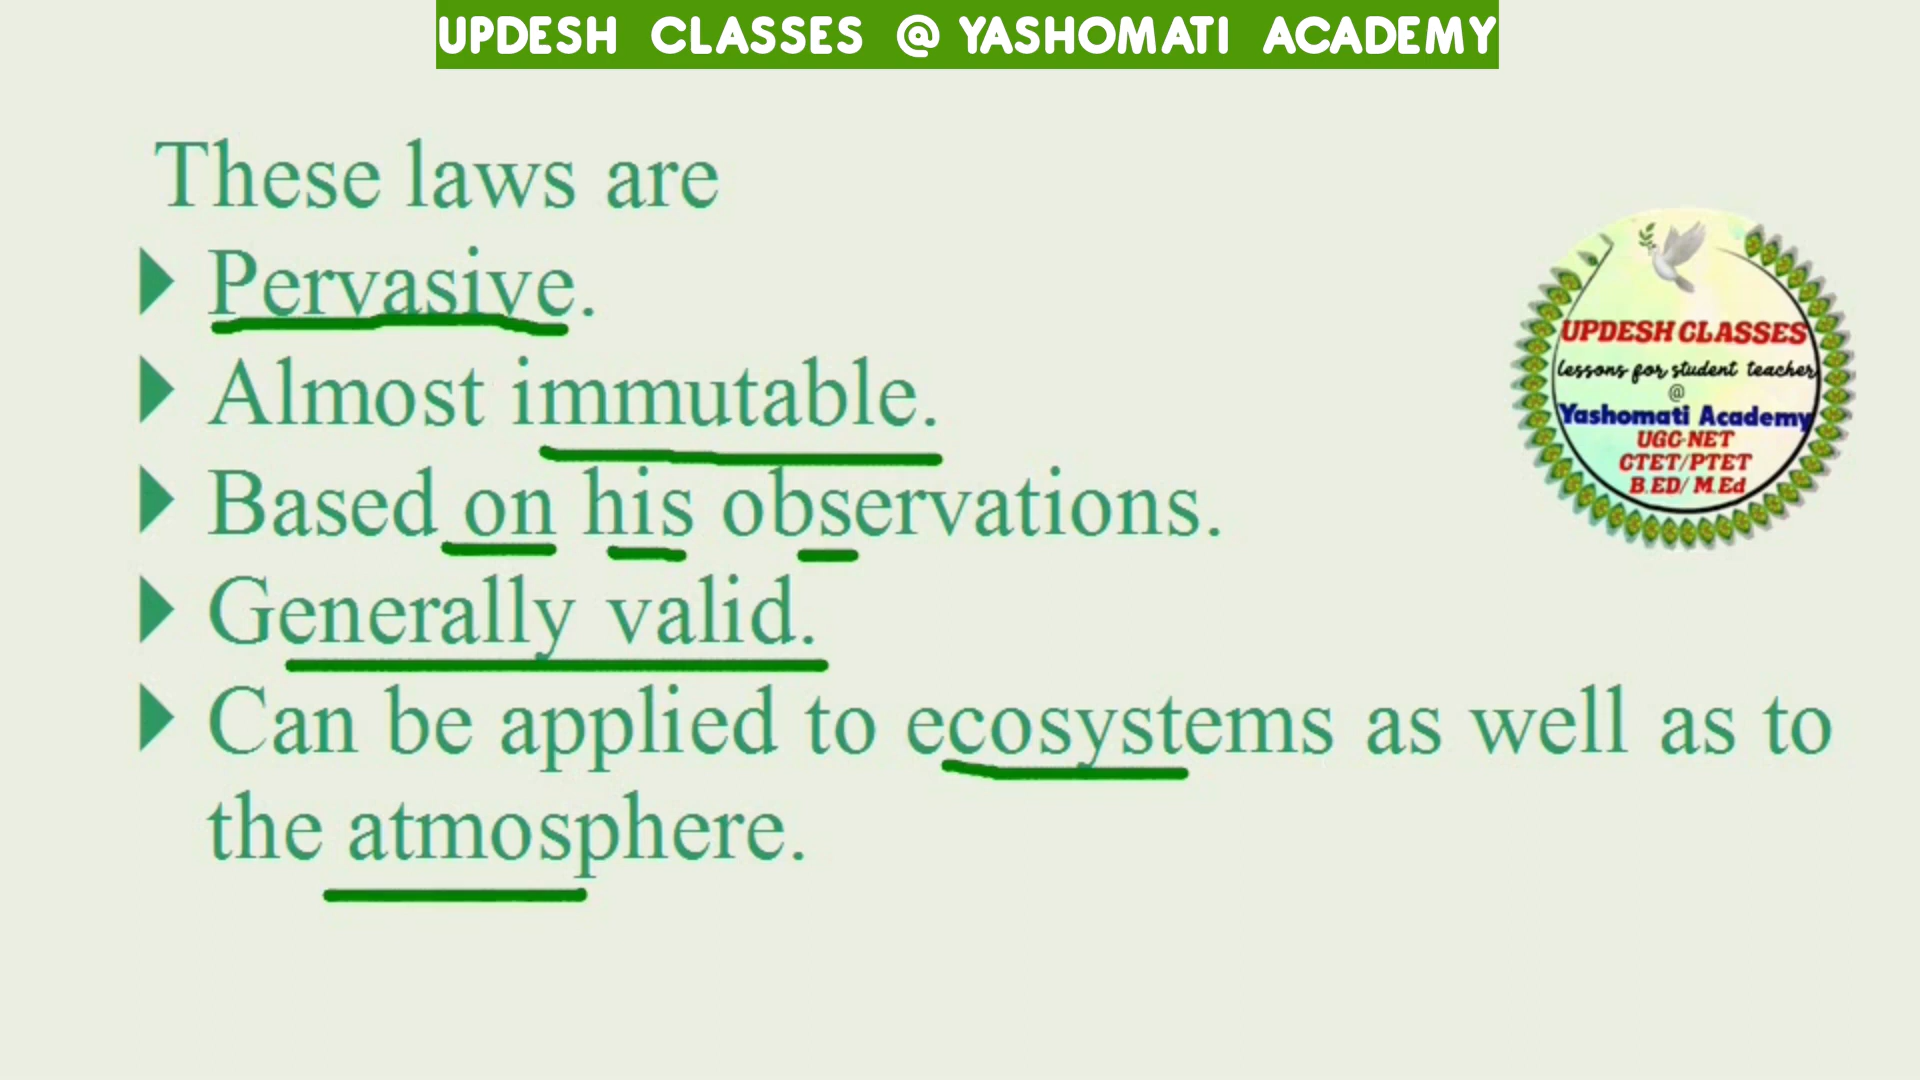 UPDESH CLASSES @ YASHOMATI ACADEMY
These laws are
Pervasive.
Almost immutable.
Based on his observations.
Generally valid.
Can be applied to ecosystems as well as to
the atmosphere.
UPDESH CLASSES
lessons for student teacher
@
Yashomati Academy
UGC-NET
CTET/PTET
B.ED/ M.Ed